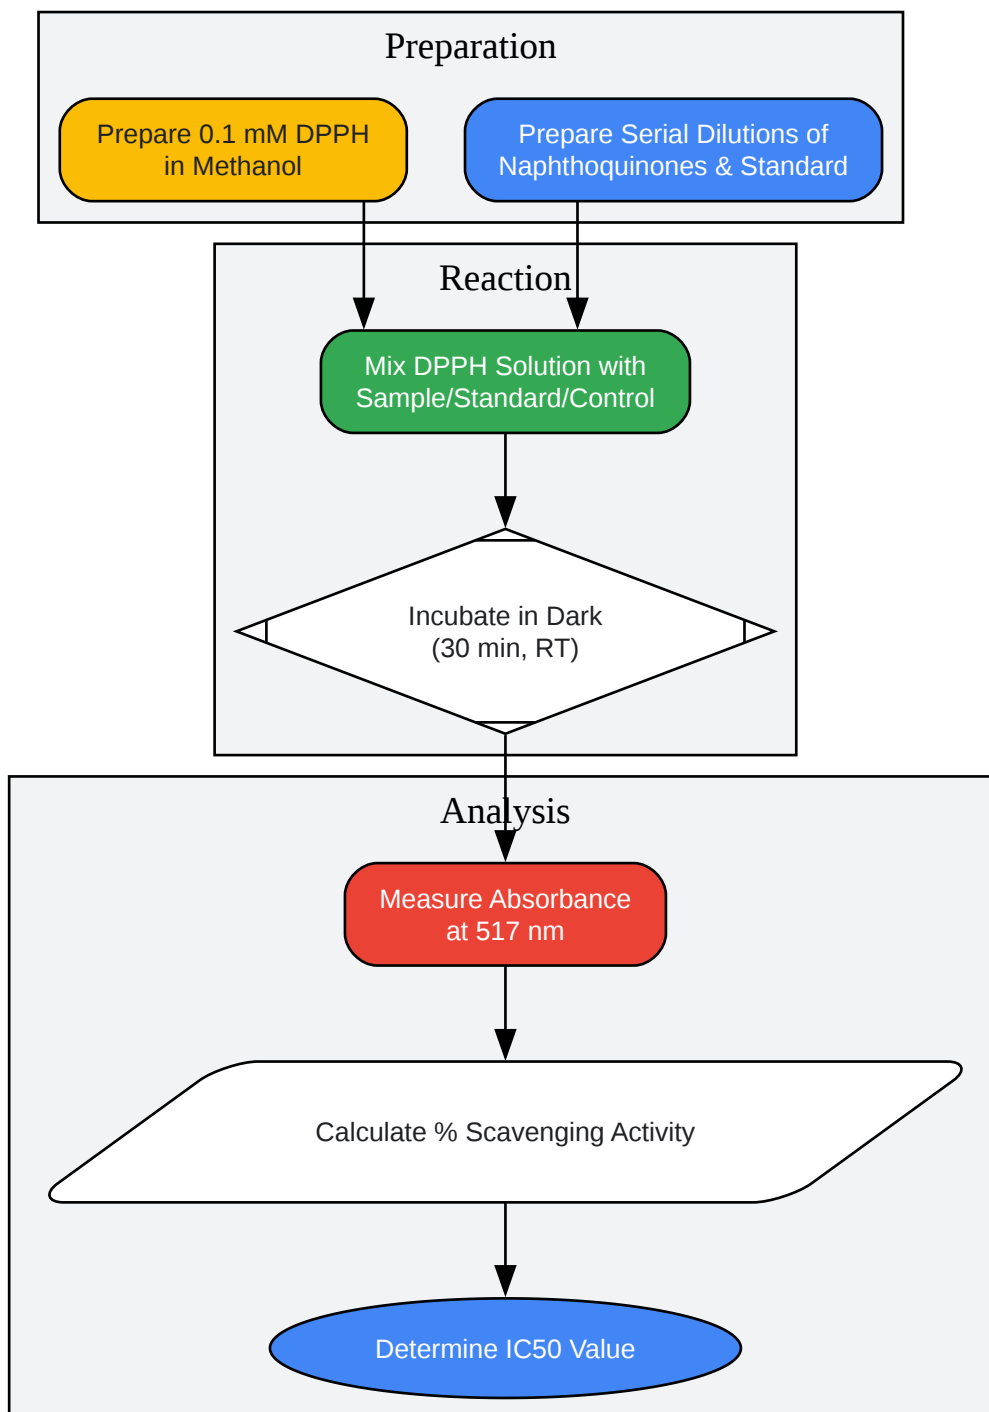 Preparation
Prepare 0.1 mM DPPH
in Methanol
Prepare Serial Dilutions of
Naphthoquinones & Standard
Reaction
Mix DPPH Solution with
Sample/Standard/Control
Incubate in Dark
(30 min, RT)
Analysis
Measure Absorbance
at 517 nm
Calculate % Scavenging Activity
Determine IC50 Value